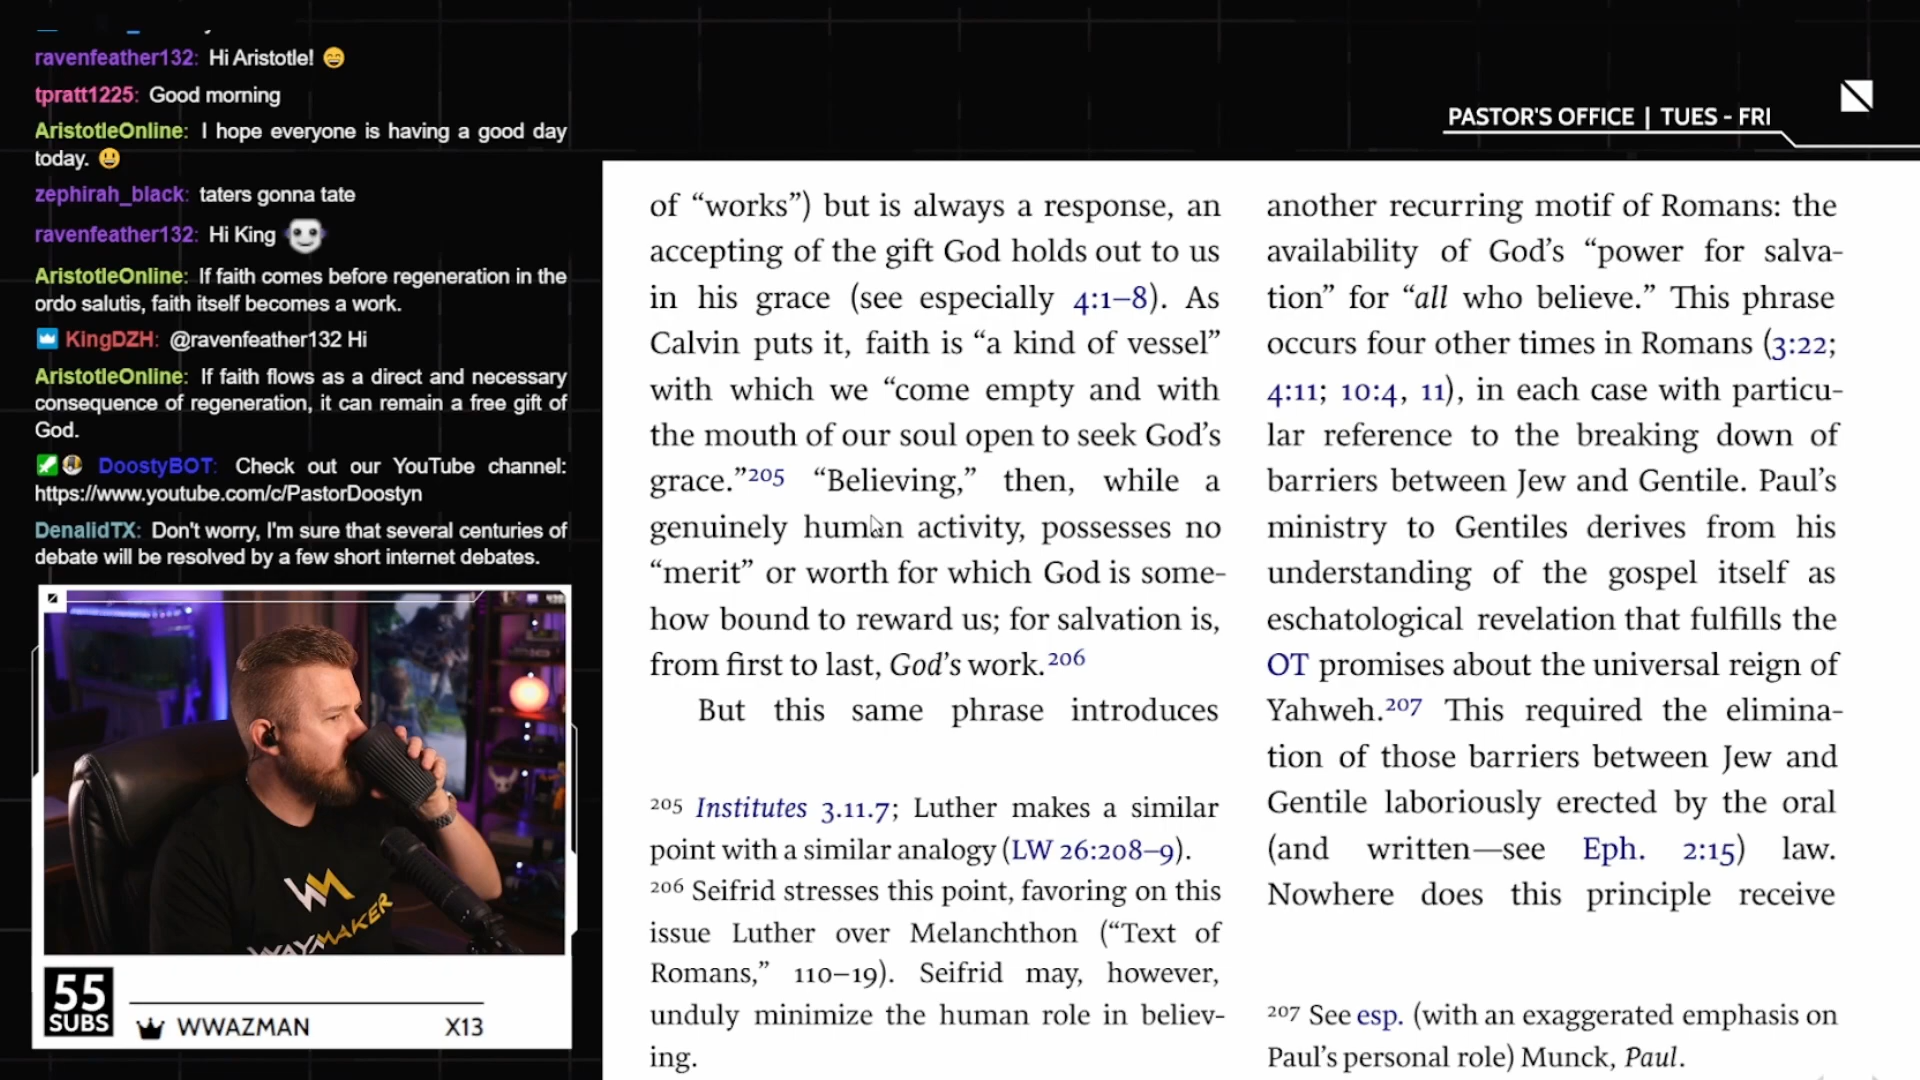 ravenfeather132: Hi Aristotle! 😄
tpratt1225: Good morning
AristotleOnline: I hope everyone is having a good day
today. 😃
zephirah_black: taters gonna tate
ravenfeather132: Hi King
AristotleOnline: If faith comes before regeneration in the
ordo salutis, faith itself becomes a work.
KingDZH: @ravenfeather132 Hi
AristotleOnline: If faith flows as a direct and necessary
consequence of regeneration, it can remain a free gift of
God.
DoostyBOT: Check out our YouTube channel:
https://www.youtube.com/c/PastorDoostyn
DenalidTX: Don't worry, I'm sure that several centuries of
debate will be resolved by a few short internet debates.
WM
WAYMAKER
55
SUBS
WWAZMAN X13
PASTOR'S OFFICE | TUES - FRI
of “works”) but is always a response, an
accepting of the gift God holds out to us
in his grace (see especially 4:1–8). As
Calvin puts it, faith is “a kind of vessel”
with which we “come empty and with
the mouth of our soul open to seek God’s
grace.”205 “Believing,” then, while a
genuinely human activity, possesses no
“merit” or worth for which God is some-
how bound to reward us; for salvation is,
from first to last, God’s work.206
But this same phrase introduces
205 Institutes 3.11.7; Luther makes a similar
point with a similar analogy (LW 26:208–9).
206 Seifrid stresses this point, favoring on this
issue Luther over Melanchthon (“Text of
Romans,” 110–19). Seifrid may, however,
unduly minimize the human role in believ-
ing.
another recurring motif of Romans: the
availability of God’s “power for salva-
tion” for “all who believe.” This phrase
occurs four other times in Romans (3:22;
4:11; 10:4, 11), in each case with particu-
lar reference to the breaking down of
barriers between Jew and Gentile. Paul’s
ministry to Gentiles derives from his
understanding of the gospel itself as
eschatological revelation that fulfills the
OT promises about the universal reign of
Yahweh.207 This required the elimina-
tion of those barriers between Jew and
Gentile laboriously erected by the oral
(and written—see Eph. 2:15) law.
Nowhere does this principle receive
207 See esp. (with an exaggerated emphasis on
Paul’s personal role) Munck, Paul.